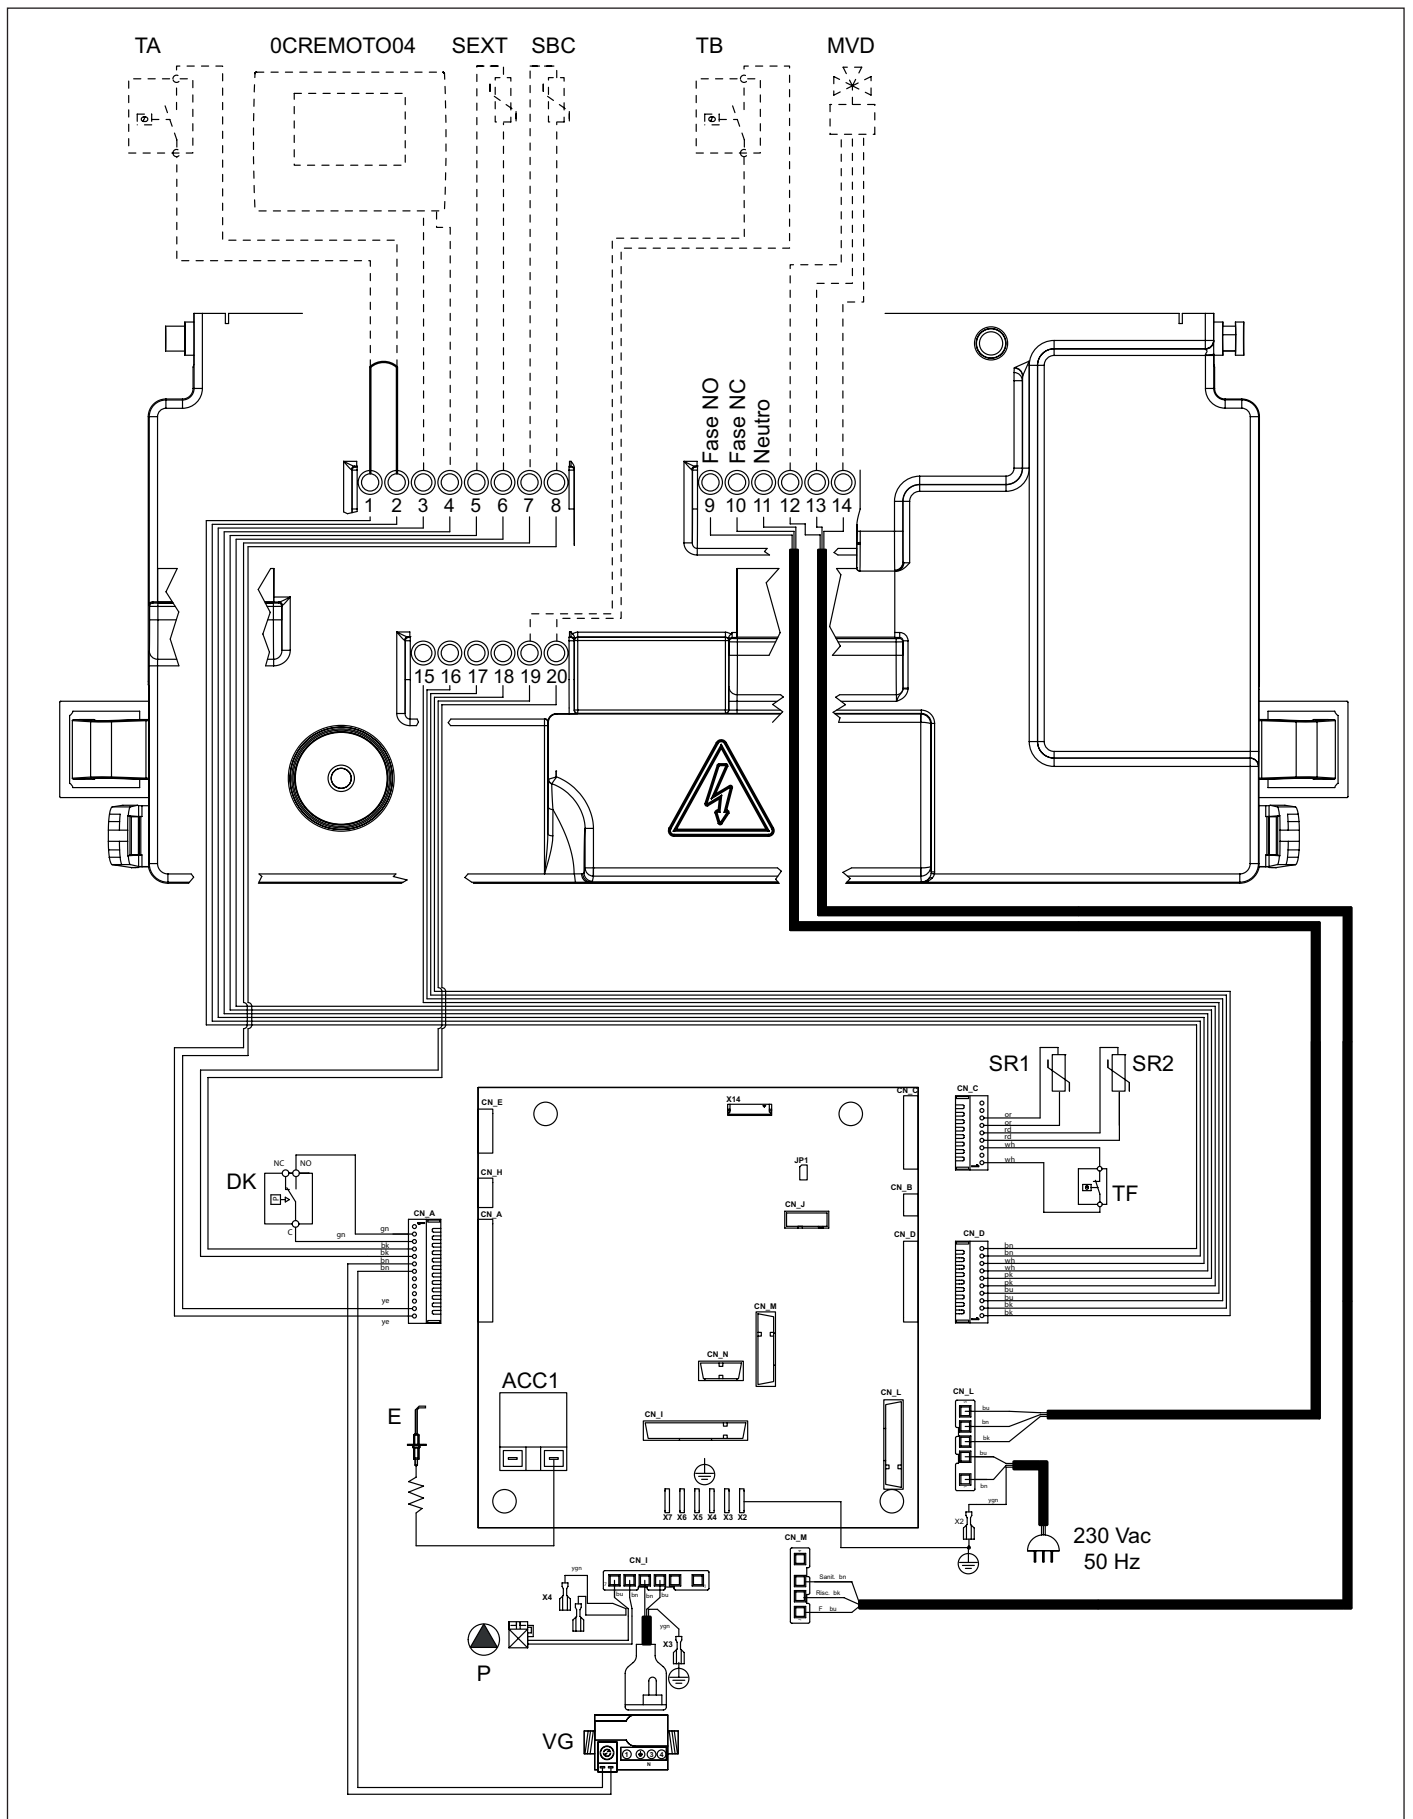 TA 0CREMOTO04 SEXT SBC TB MVD
Fase NO
Fase NC
Neutro
1 2 3 4 5 6 7 8
9 10 11 12 13 14
15 16 17 18 19 20
SR1 SR2
CN_C
or
or
rd
rd
wh
wh
TF
CN_E
X14
CN_C
JP1
CN_H
CN_B
CN_A
CN_J
CN_D
NC NO
DK
P
C
CN_A
gn
gn
bk
bk
bn
bn
ye
ye
CN_D
bn
bn
wh
wh
pk
pk
bu
bu
bk
bk
CN_M
CN_N
ACC1
CN_L
CN_I
E
CN_L
bu
bn
bk
bu
bn
ygn
X2
230 Vac
50 Hz
X7 X6 X5 X4 X3 X2
CN_M
Sanit. bn
Risc. bk
F bu
CN_I
ygn
bu bn bn bu
X4
ygn
X3
P
VG
1 3 4
N